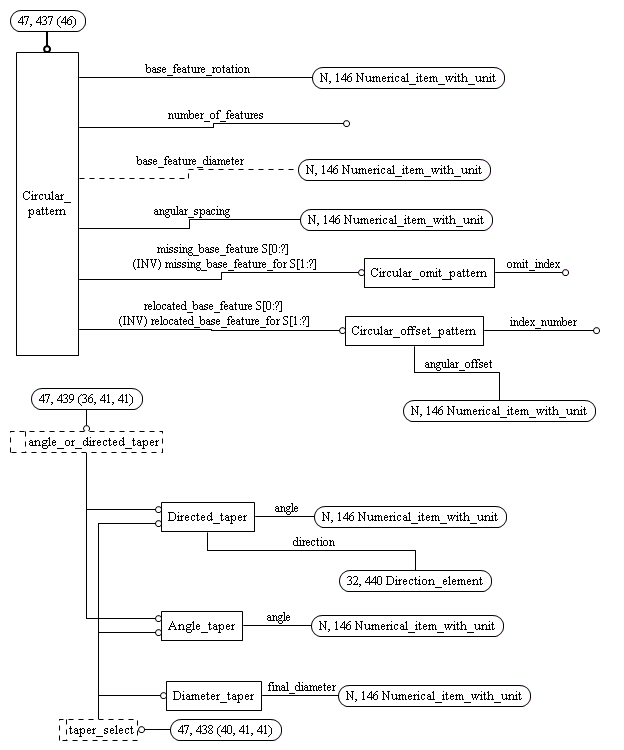 47, 437 (46)
base_feature_rotation
N, 146 Numerical_item_with_unit
number_of_features
base_feature_diameter
N, 146 Numerical_item_with_unit
Circular_
pattern
angular_spacing
N, 146 Numerical_item_with_unit
missing_base_feature S[0:?]
(INV) missing_base_feature_for S[1:?]
Circular_omit_pattern
omit_index
relocated_base_feature S[0:?]
(INV) relocated_base_feature_for S[1:?]
Circular_offset_pattern
index_number
angular_offset
N, 146 Numerical_item_with_unit
47, 439 (36, 41, 41)
angle_or_directed_taper
Directed_taper
angle
N, 146 Numerical_item_with_unit
direction
32, 440 Direction_element
Angle_taper
angle
N, 146 Numerical_item_with_unit
Diameter_taper
final_diameter
N, 146 Numerical_item_with_unit
taper_select
47, 438 (40, 41, 41)